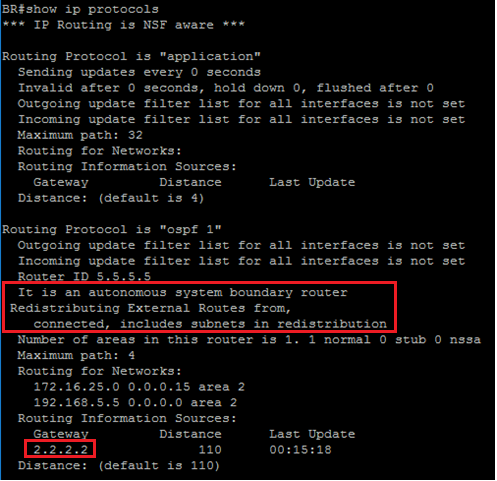 BR#show ip protocols
*** IP Routing is NSF aware ***
Routing Protocol is "application"
Sending updates every 0 seconds
Invalid after 0 seconds, hold down 0, flushed after 0
Outgoing update filter list for all interfaces is not set
Incoming update filter list for all interfaces is not set
Maximum path: 32
Routing for Networks:
Routing Information Sources:
Gateway Distance Last Update
Distance: (default is 4)
Routing Protocol is "ospf 1"
Outgoing update filter list for all interfaces is not set
Incoming update filter list for all interfaces is not set
Router ID 5.5.5.5
It is an autonomous system boundary router
Redistributing External Routes from,
connected, includes subnets in redistribution
Number of areas in this router is 1. 1 normal 0 stub 0 nssa
Maximum path: 4
Routing for Networks:
172.16.25.0 0.0.0.15 area 2
192.168.5.5 0.0.0.0 area 2
Routing Information Sources:
Gateway Distance Last Update
2.2.2.2 110 00:15:18
Distance: (default is 110)